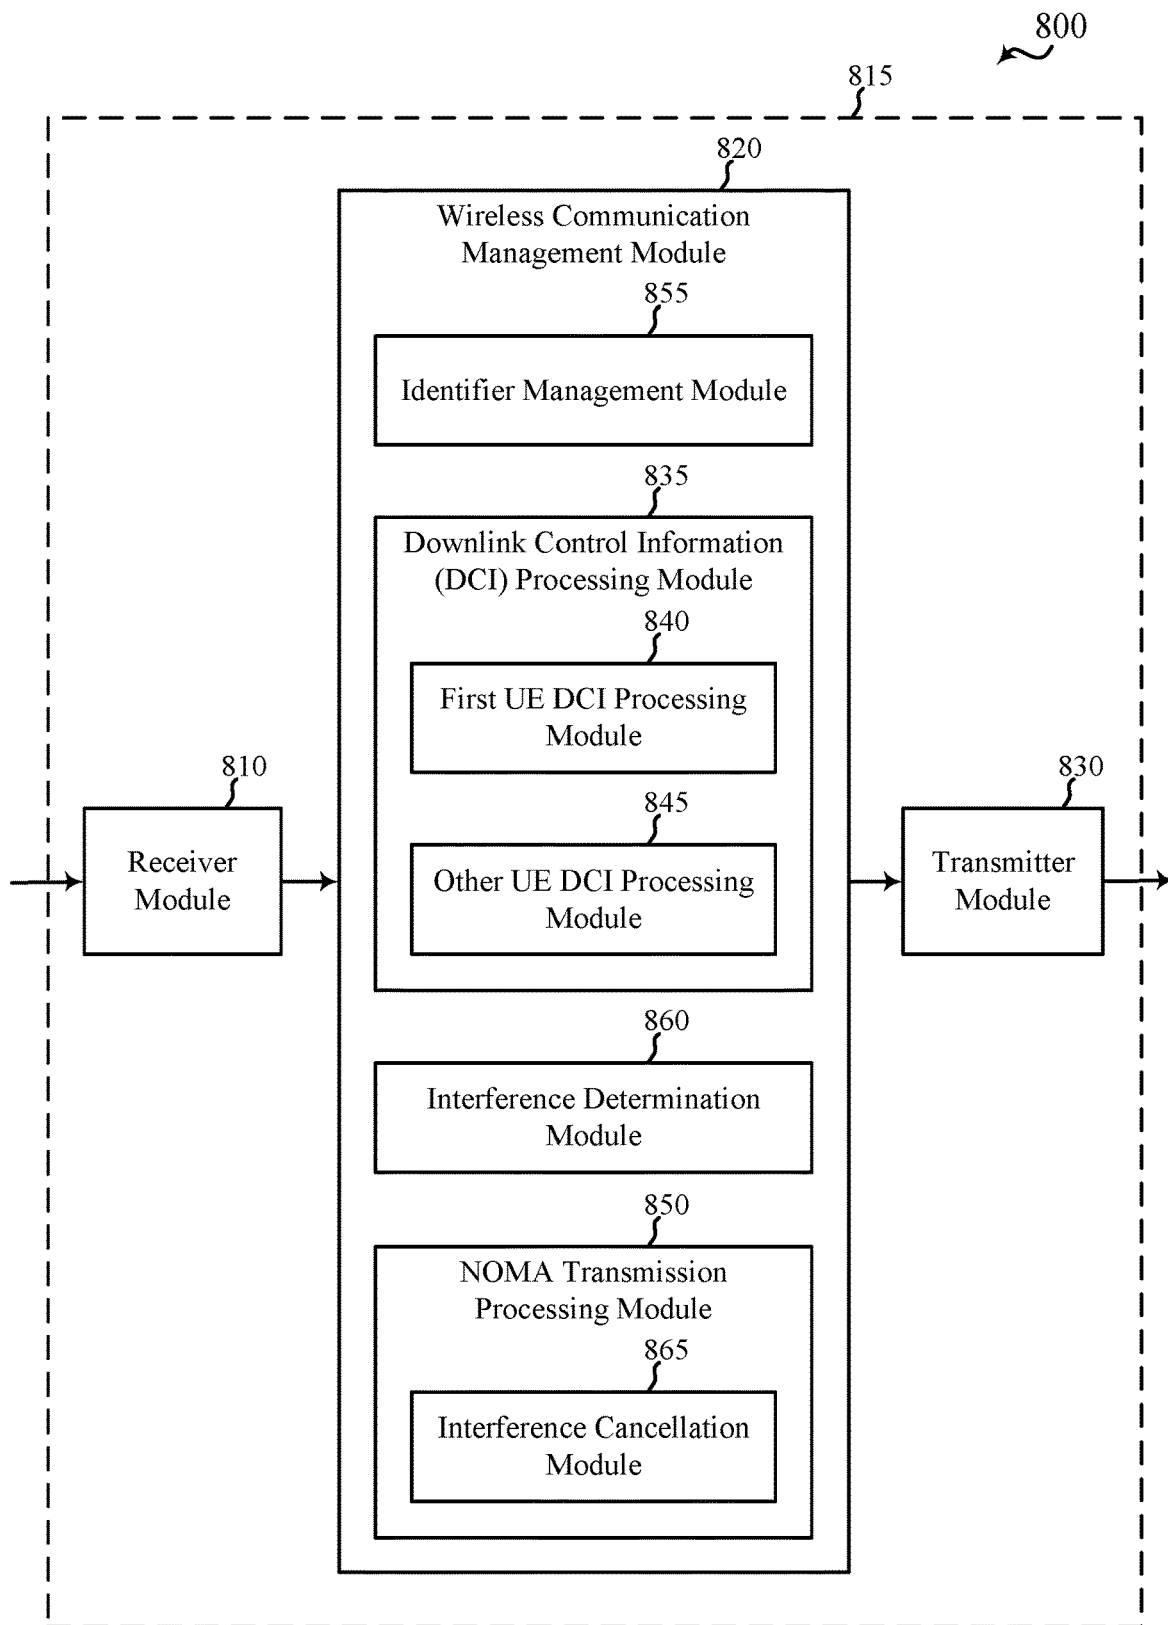 800
815
820
Wireless Communication
Management Module
855
Identifier Management Module
835
Downlink Control Information
(DCI) Processing Module
840
First UE DCI Processing
Module
810
Receiver
Module
845
Other UE DCI Processing
Module
830
Transmitter
Module
860
Interference Determination
Module
850
NOMA Transmission
Processing Module
865
Interference Cancellation
Module